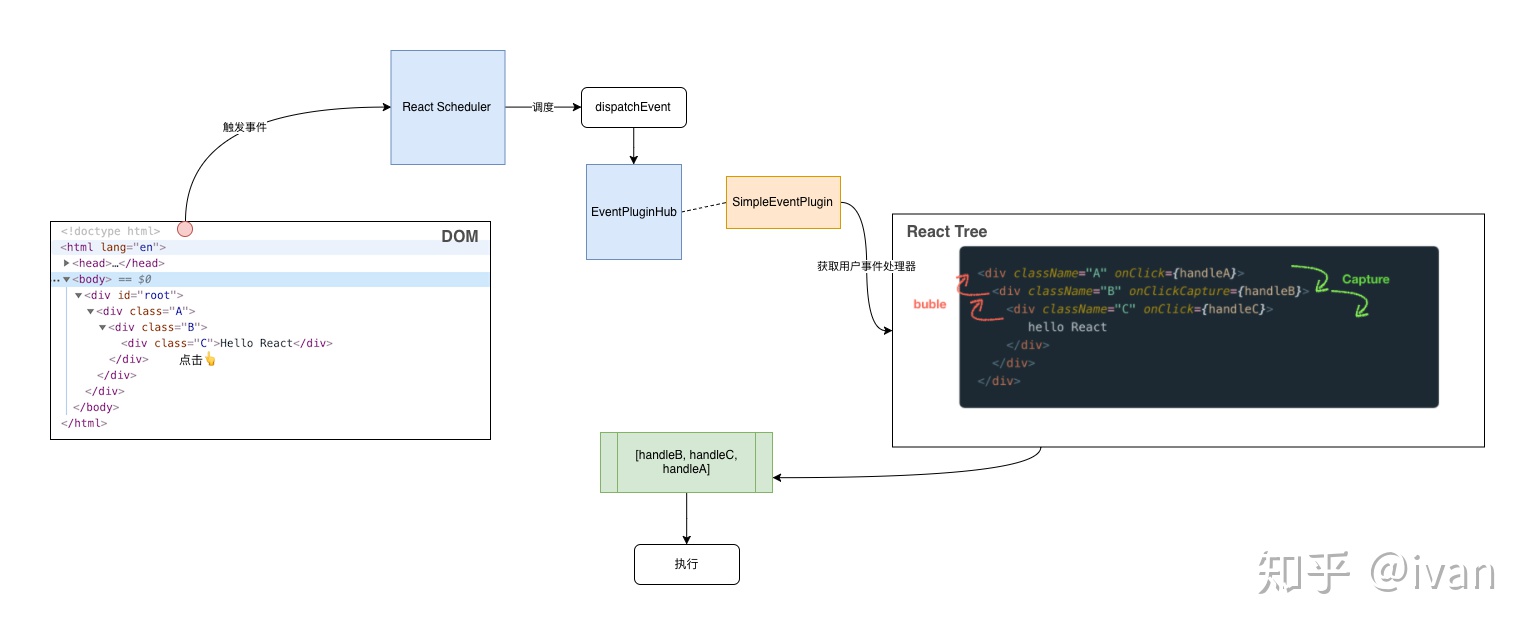 React Scheduler
调度
dispatchEvent
触发事件
EventPluginHub
SimpleEventPlugin
获取用户事件处理器
DOM
<!doctype html>
<html lang="en">
<head>…</head>
<body> == $0
<div id="root">
<div class="A">
<div class="B">
<div class="C">Hello React</div>
</div>
点击
</div>
</div>
</body>
</html>
React Tree
<div className="A" onClick={handleA}>
<div className="B" onClickCapture={handleB}>
<div className="C" onClick={handleC}>
hello React
</div>
</div>
</div>
Capture
buble
[handleB, handleC,
handleA]
执行
知乎 @ivan